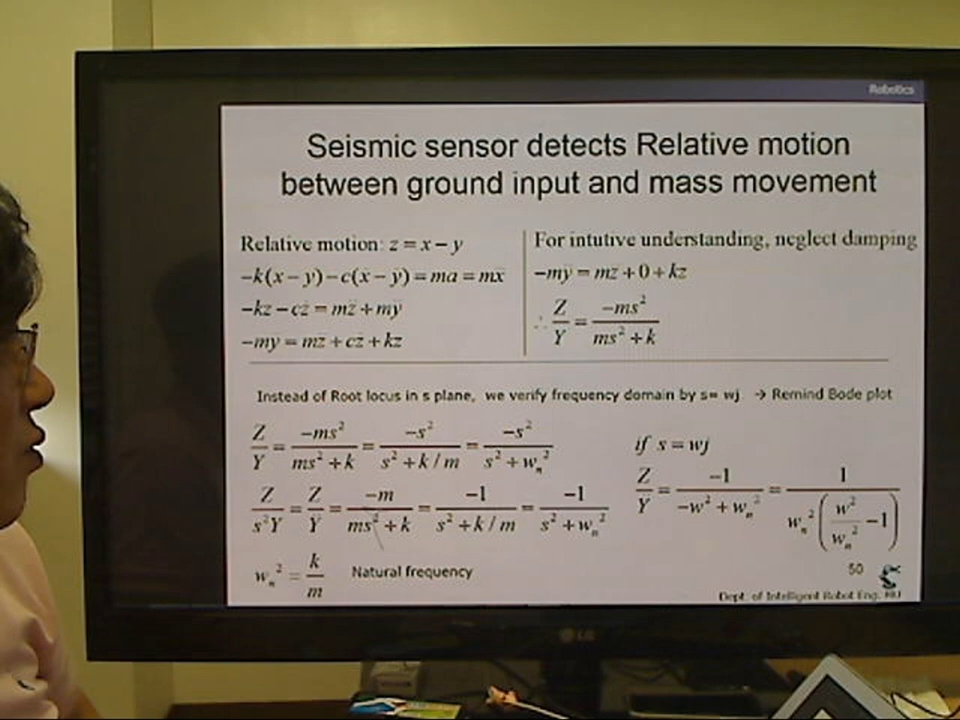 Robotics
Seismic sensor detects Relative motion
between ground input and mass movement
Relative motion: z = x − y
−k(x − y) − c(ẋ − ẏ) = ma = mẍ
−kz − cż = mz̈ + mÿ
−mÿ = mz̈ + cż + kz
For intutive understanding, neglect damping
−mÿ = mz̈ + 0 + kz
∴ Z/Y = −ms²/(ms² + k)
Instead of Root locus in s plane, we verify frequency domain by s= wj → Remind Bode plot
Z/Y = −ms²/(ms² + k) = −s²/(s² + k/m) = −s²/(s² + wₙ²)
Z/(s²Y) = Z/Ÿ = −m/(ms² + k) = −1/(s² + k/m) = −1/(s² + wₙ²)
wₙ² = k/m Natural frequency
if s = wj
Z/Ÿ = −1/(−w² + wₙ²) = 1/(wₙ²(w²/wₙ² − 1))
50
Dept. of Intelligent Robot Eng.
LG